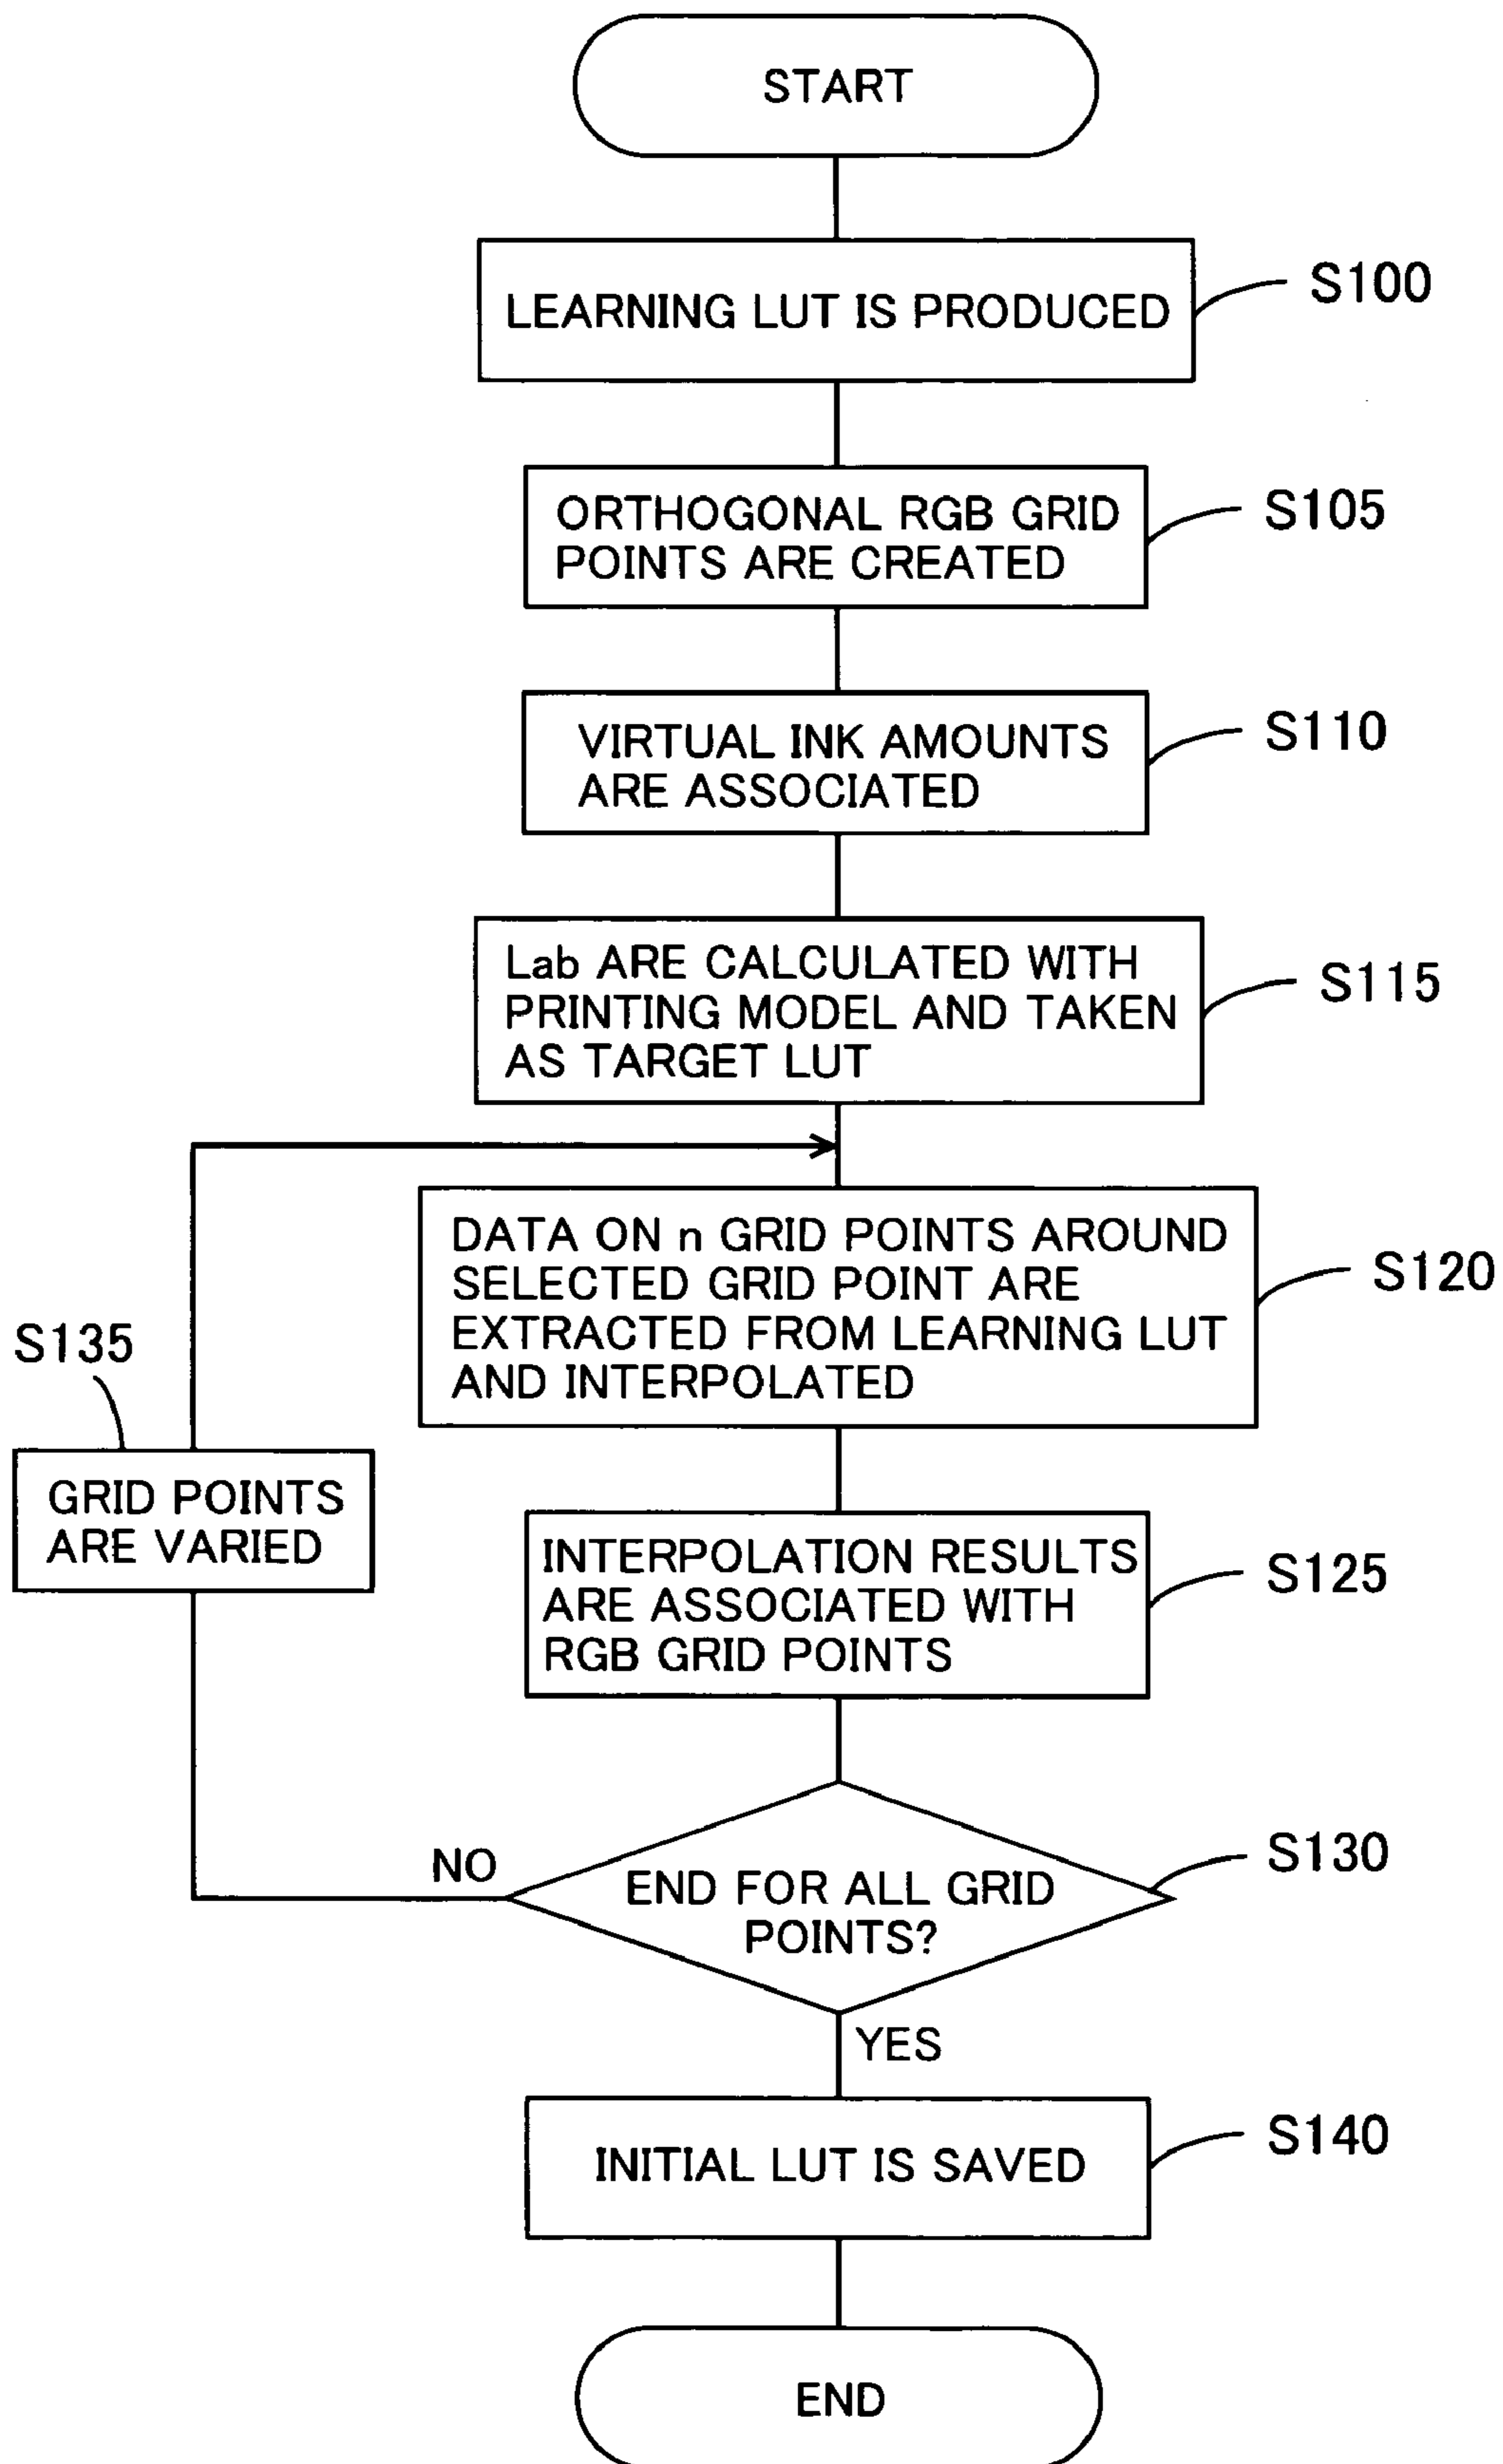 START
LEARNING LUT IS PRODUCED
S100
ORTHOGONAL RGB GRID
POINTS ARE CREATED
S105
VIRTUAL INK AMOUNTS
ARE ASSOCIATED
S110
Lab ARE CALCULATED WITH
PRINTING MODEL AND TAKEN
AS TARGET LUT
S115
DATA ON n GRID POINTS AROUND
SELECTED GRID POINT ARE
EXTRACTED FROM LEARNING LUT
AND INTERPOLATED
S120
S135
GRID POINTS
ARE VARIED
INTERPOLATION RESULTS
ARE ASSOCIATED WITH
RGB GRID POINTS
S125
NO
END FOR ALL GRID
POINTS?
S130
YES
INITIAL LUT IS SAVED
S140
END